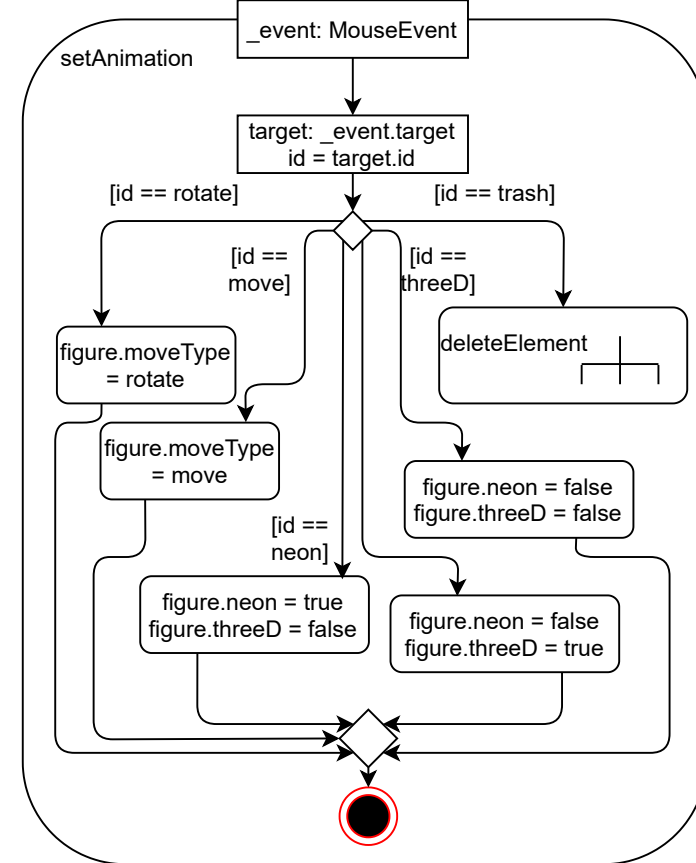 _event: MouseEvent
setAnimation
target: _event.target
id = target.id
[id == rotate]
[id == trash]
[id ==
move]
[id ==
threeD]
figure.moveType
= rotate
deleteElement
figure.moveType
= move
figure.neon = false
figure.threeD = false
[id ==
neon]
figure.neon = true
figure.threeD = false
figure.neon = false
figure.threeD = true